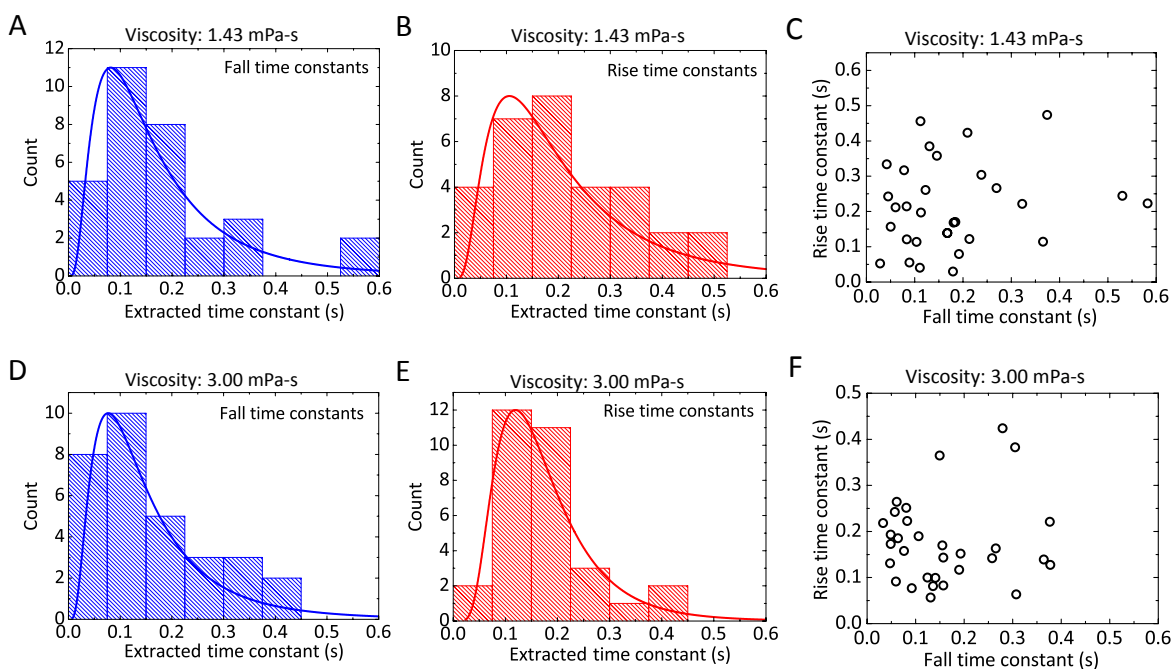 A
Viscosity: 1.43 mPa-s
Fall time constants
Count
12
10
8
6
4
2
0
0.0 0.1 0.2 0.3 0.4 0.5 0.6
Extracted time constant (s)
B
Viscosity: 1.43 mPa-s
Rise time constants
Count
10
8
6
4
2
0
0.0 0.1 0.2 0.3 0.4 0.5 0.6
Extracted time constant (s)
C
Viscosity: 1.43 mPa-s
Rise time constant (s)
0.6
0.5
0.4
0.3
0.2
0.1
0.0
0.0 0.1 0.2 0.3 0.4 0.5 0.6
Fall time constant (s)
D
Viscosity: 3.00 mPa-s
Fall time constants
Count
10
8
6
4
2
0
0.0 0.1 0.2 0.3 0.4 0.5 0.6
Extracted time constant (s)
E
Viscosity: 3.00 mPa-s
Rise time constants
Count
12
10
8
6
4
2
0
0.0 0.1 0.2 0.3 0.4 0.5 0.6
Extracted time constant (s)
F
Viscosity: 3.00 mPa-s
Rise time constant (s)
0.5
0.4
0.3
0.2
0.1
0.0
0.0 0.1 0.2 0.3 0.4 0.5 0.6
Fall time constant (s)